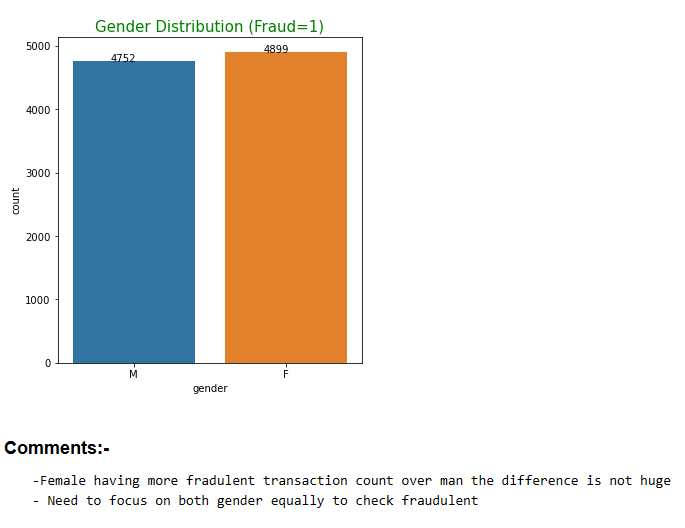 Gender Distribution (Fraud=1)
5000
4000
3000
2000
1000
0
count
4752
4899
M
F
gender
Comments:-
-Female having more fradulent transaction count over man the difference is not huge
- Need to focus on both gender equally to check fraudulent